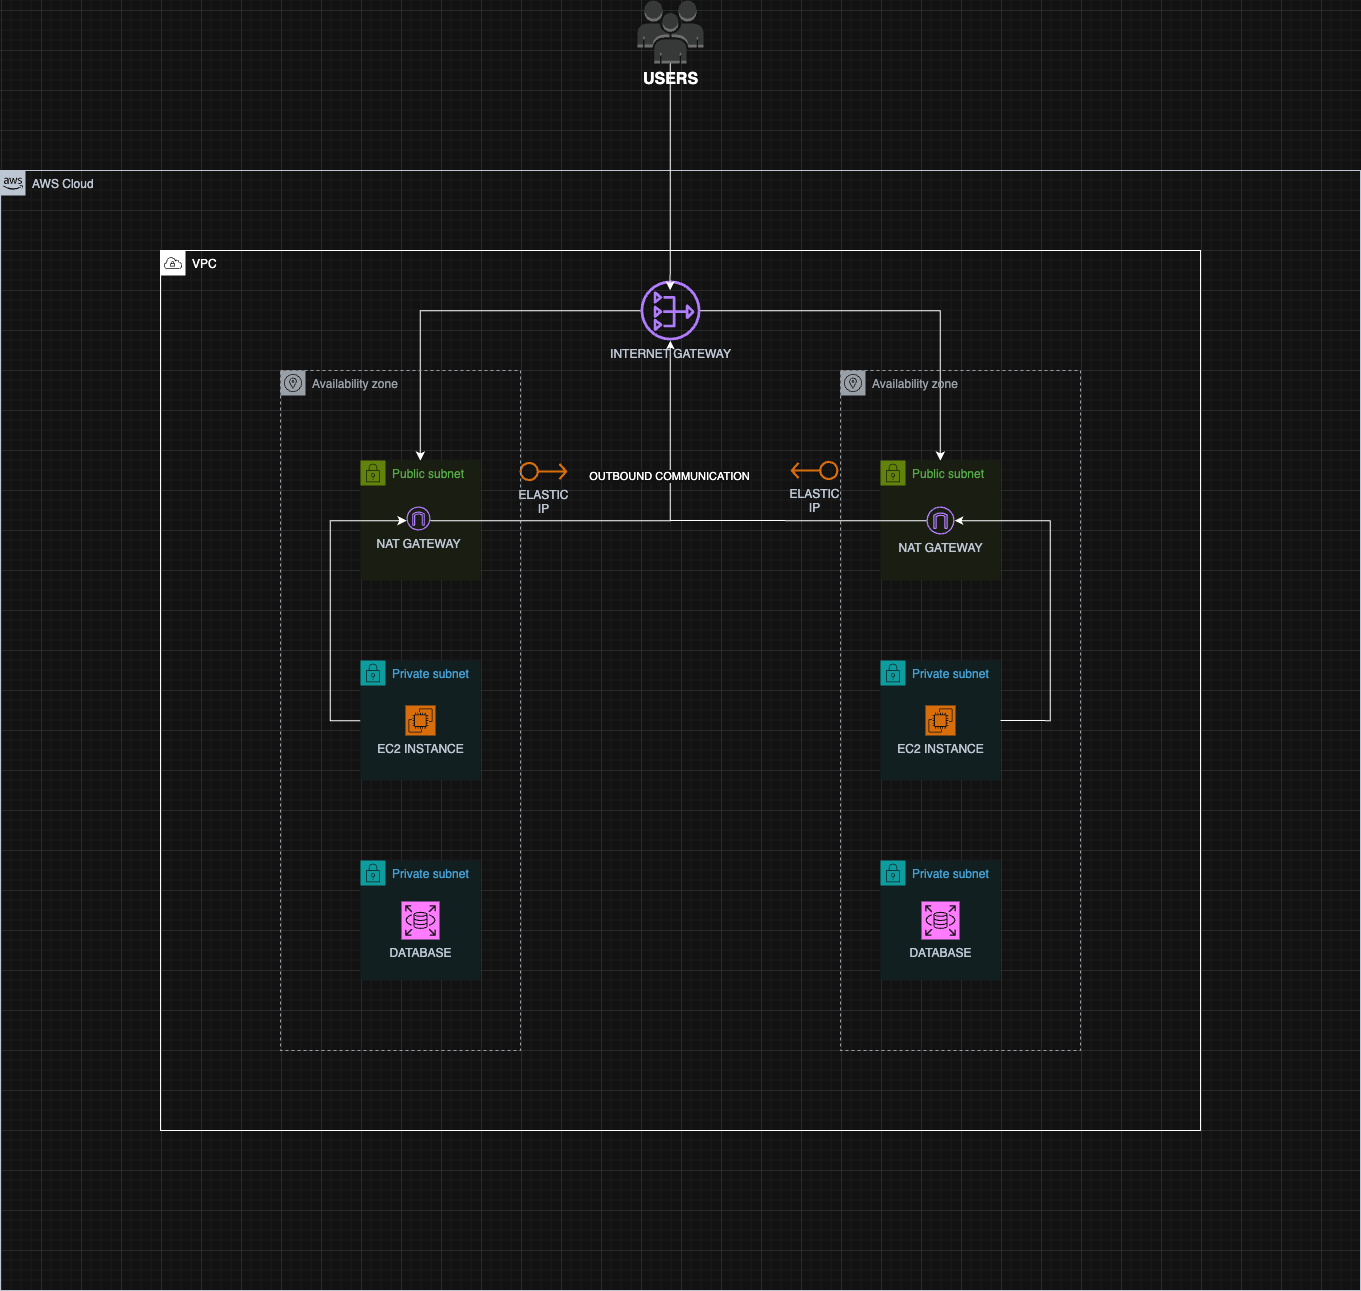 USERS
aws
AWS Cloud
VPC
INTERNET GATEWAY
Availability zone
Availability zone
Public subnet
ELASTIC
IP
OUTBOUND COMMUNICATION
ELASTIC
IP
Public subnet
NAT GATEWAY
NAT GATEWAY
Private subnet
Private subnet
EC2 INSTANCE
EC2 INSTANCE
Private subnet
Private subnet
DATABASE
DATABASE